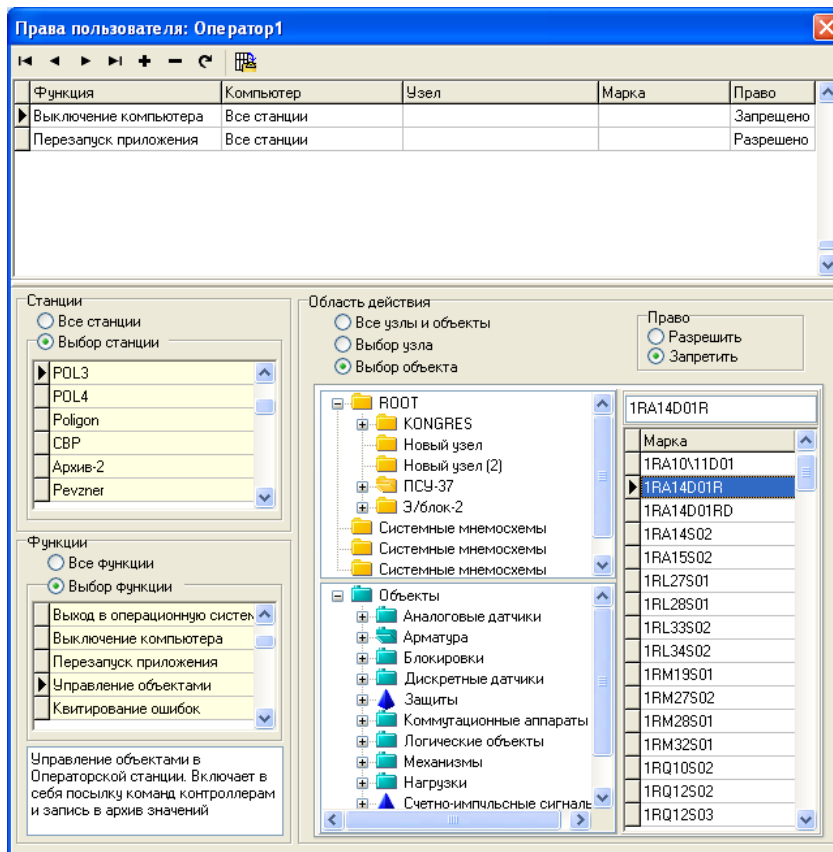 Права пользователя: Оператор1
Функция Компьютер Узел Марка Право
Выключение компьютера Все станции Запрещено
Перезапуск приложения Все станции Разрешено
Станции
Все станции
Выбор станции
POL3
POL4
Poligon
СВР
Архив-2
Pevzner
Функции
Все функции
Выбор функции
Выход в операционную систем
Выключение компьютера
Перезапуск приложения
Управление объектами
Квитирование ошибок
Управление объектами в
Операторской станции. Включает в
себя посылку команд контроллерам
и запись в архив значений
Область действия
Все узлы и объекты
Выбор узла
Выбор объекта
Право
Разрешить
Запретить
ROOT
KONGRES
Новый узел
Новый узел (2)
ПСУ-37
Э/блок-2
Системные мнемосхемы
Системные мнемосхемы
Системные мнемосхемы
Объекты
Аналоговые датчики
Арматура
Блокировки
Дискретные датчики
Защиты
Коммутационные аппараты
Логические объекты
Механизмы
Нагрузки
Счетно-импульсные сигналь
1RA14D01R
Марка
1RA10\11D01
1RA14D01R
1RA14D01RD
1RA14S02
1RA15S02
1RL27S01
1RL28S01
1RL33S02
1RL34S02
1RM19S01
1RM27S02
1RM28S01
1RM32S01
1RQ10S02
1RQ12S02
1RQ12S03